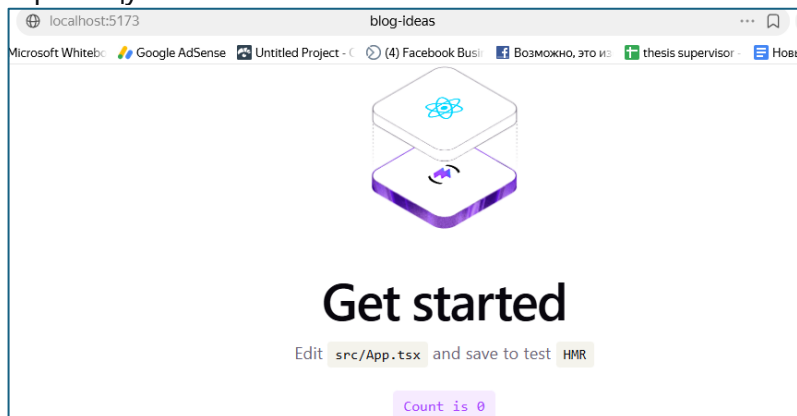 localhost:5173 blog-ideas
Microsoft Whitebo Google AdSense Untitled Project - C (4) Facebook Busi Возможно, это из thesis supervisor - Новы
Get started
Edit src/App.tsx and save to test HMR
Count is 0